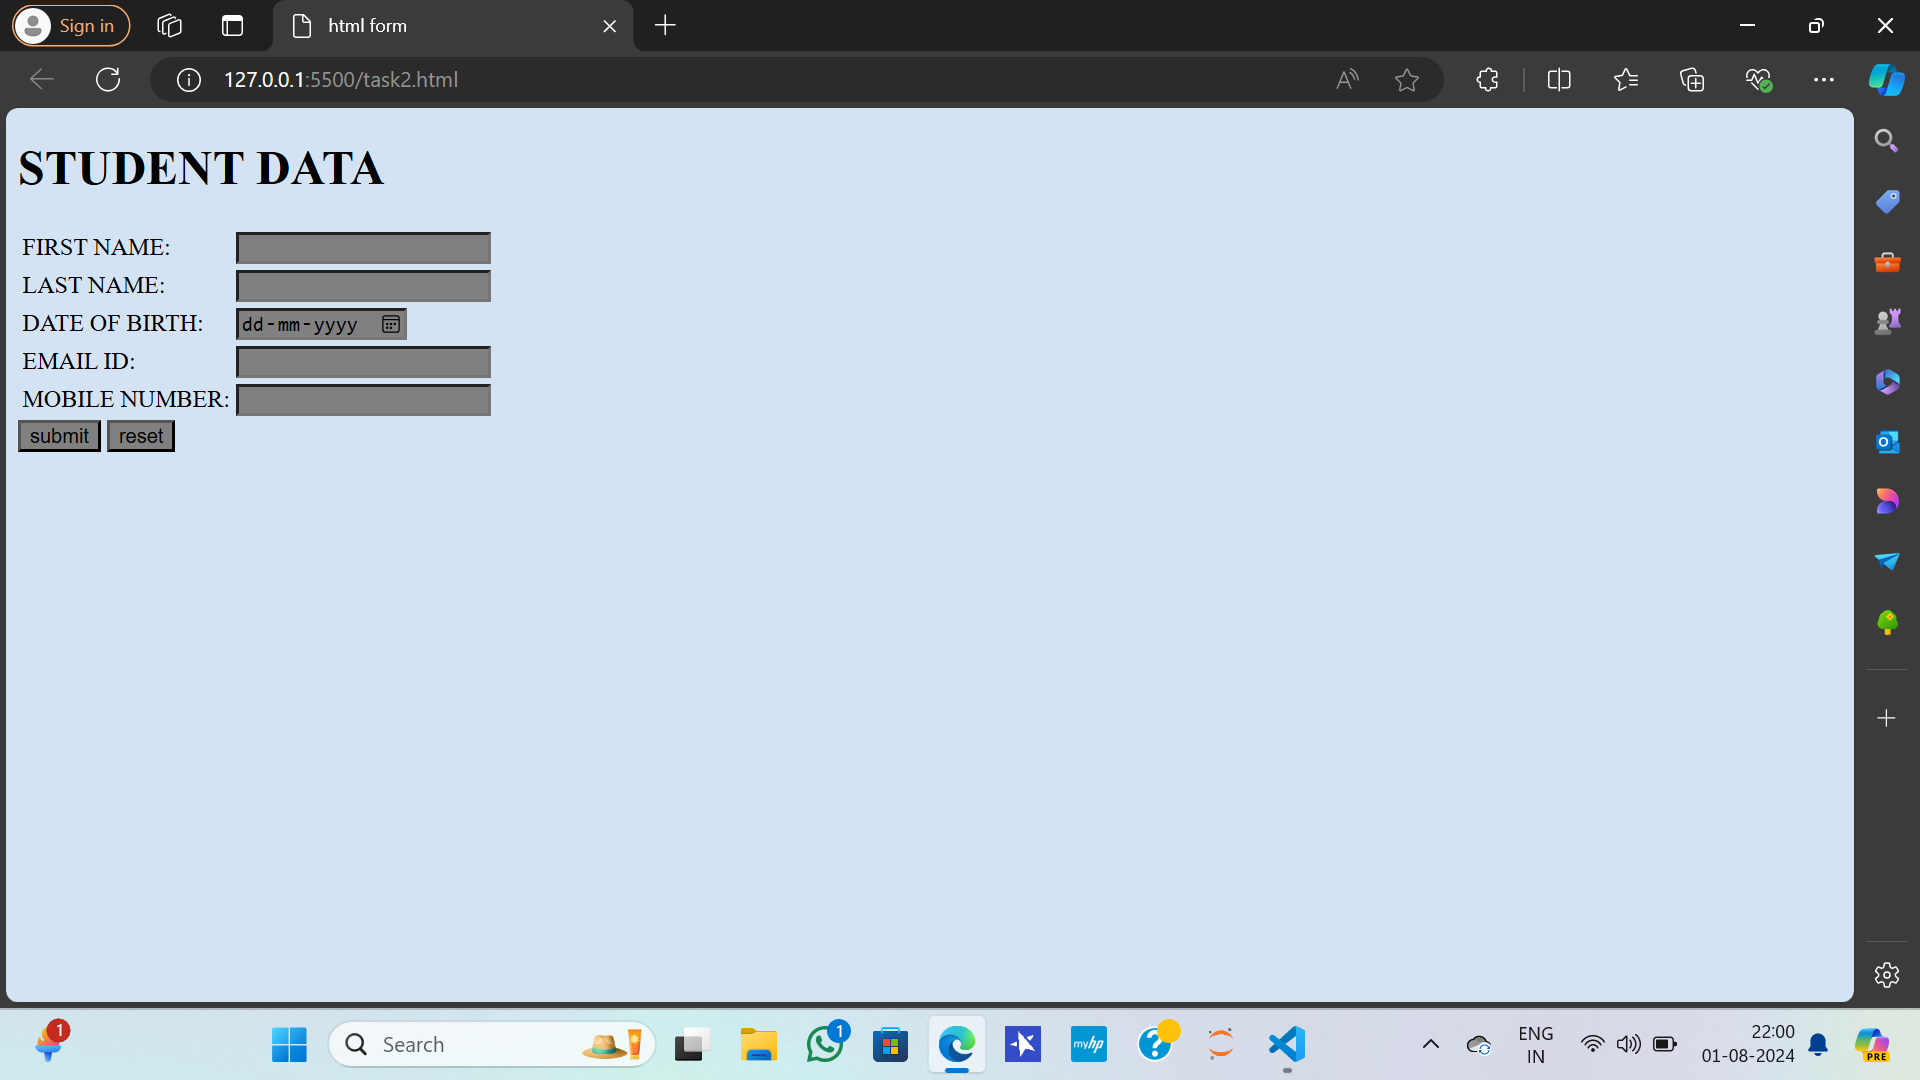 Sign in
html form
127.0.0.1:5500/task2.html
STUDENT DATA
FIRST NAME:
LAST NAME:
DATE OF BIRTH:
dd-mm-yyyy
EMAIL ID:
MOBILE NUMBER:
submit reset
1
Search
1
myhp
ENG
IN
22:00
01-08-2024
PRE